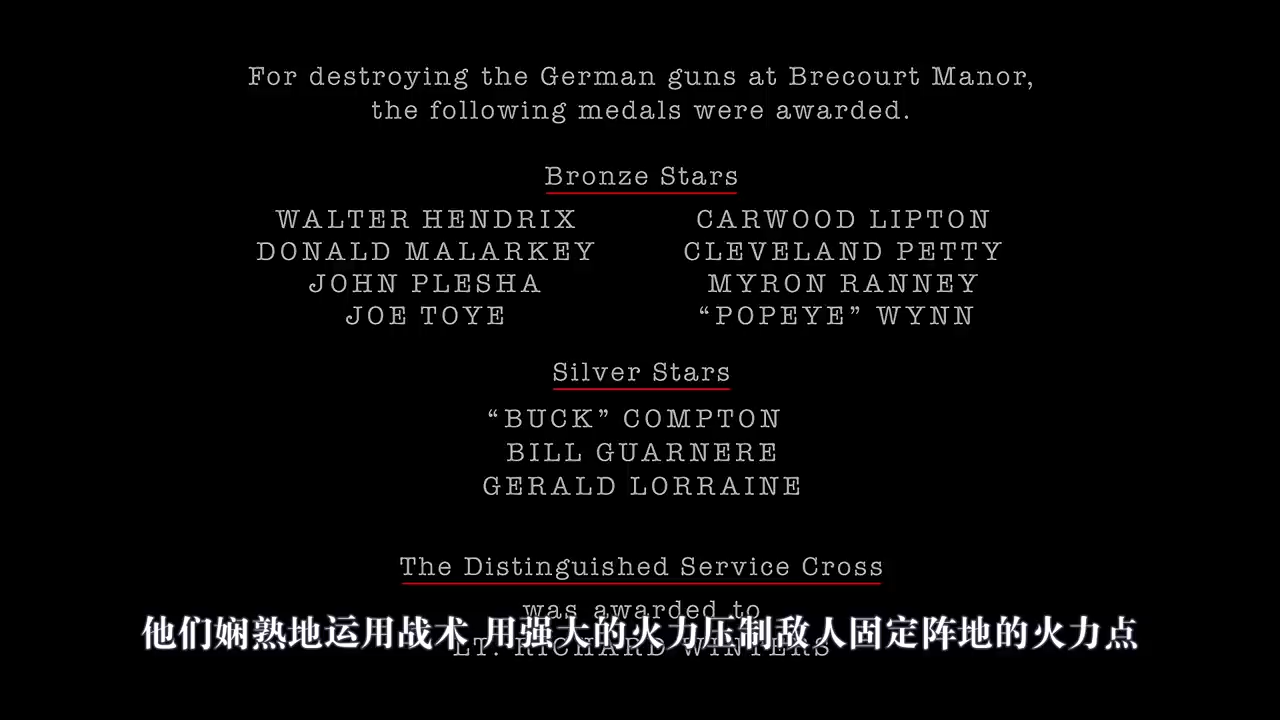 For destroying the German guns at Brecourt Manor,
the following medals were awarded.
Bronze Stars
WALTER HENDRIX CARWOOD LIPTON
DONALD MALARKEY CLEVELAND PETTY
JOHN PLESHA MYRON RANNEY
JOE TOYE “POPEYE” WYNN
Silver Stars
“BUCK” COMPTON
BILL GUARNERE
GERALD LORRAINE
The Distinguished Service Cross
was awarded to
LT. RICHARD WINTERS
他们娴熟地运用战术 用强大的火力压制敌人固定阵地的火力点